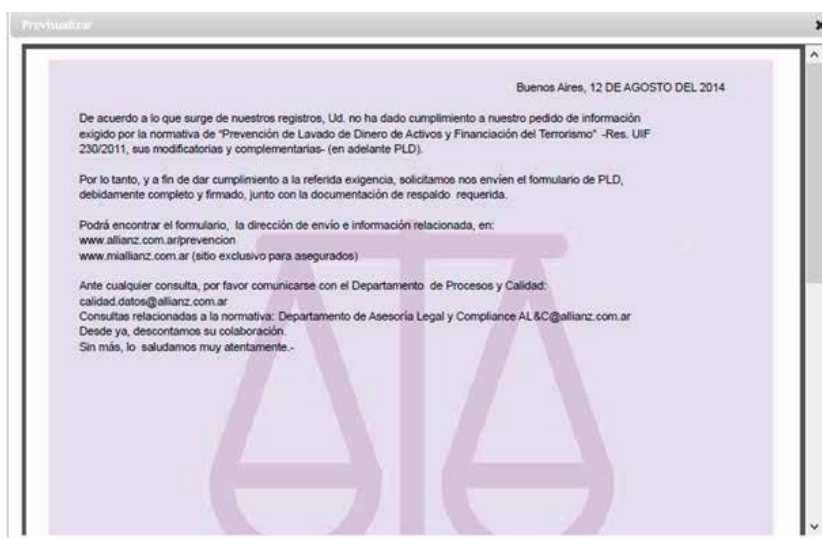 Previsualizar
Buenos Aires, 12 DE AGOSTO DEL 2014
De acuerdo a lo que surge de nuestros registros, Ud. no ha dado cumplimiento a nuestro pedido de información
exigido por la normativa de "Prevención de Lavado de Dinero de Activos y Financiación del Terrorismo" -Res. UIF
230/2011, sus modificatorias y complementarias- (en adelante PLD).
Por lo tanto, y a fin de dar cumplimiento a la referida exigencia, solicitamos nos envíen el formulario de PLD,
debidamente completo y firmado, junto con la documentación de respaldo requerida.
Podrá encontrar el formulario, la dirección de envío e información relacionada, en:
www.allianz.com.ar/prevencion
www.miallianz.com.ar (sitio exclusivo para asegurados)
Ante cualquier consulta, por favor comunicarse con el Departamento de Procesos y Calidad:
calidad.datos@allianz.com.ar
Consultas relacionadas a la normativa: Departamento de Asesoría Legal y Compliance AL&C@allianz.com.ar
Desde ya, descontamos su colaboración.
Sin más, lo saludamos muy atentamente.-